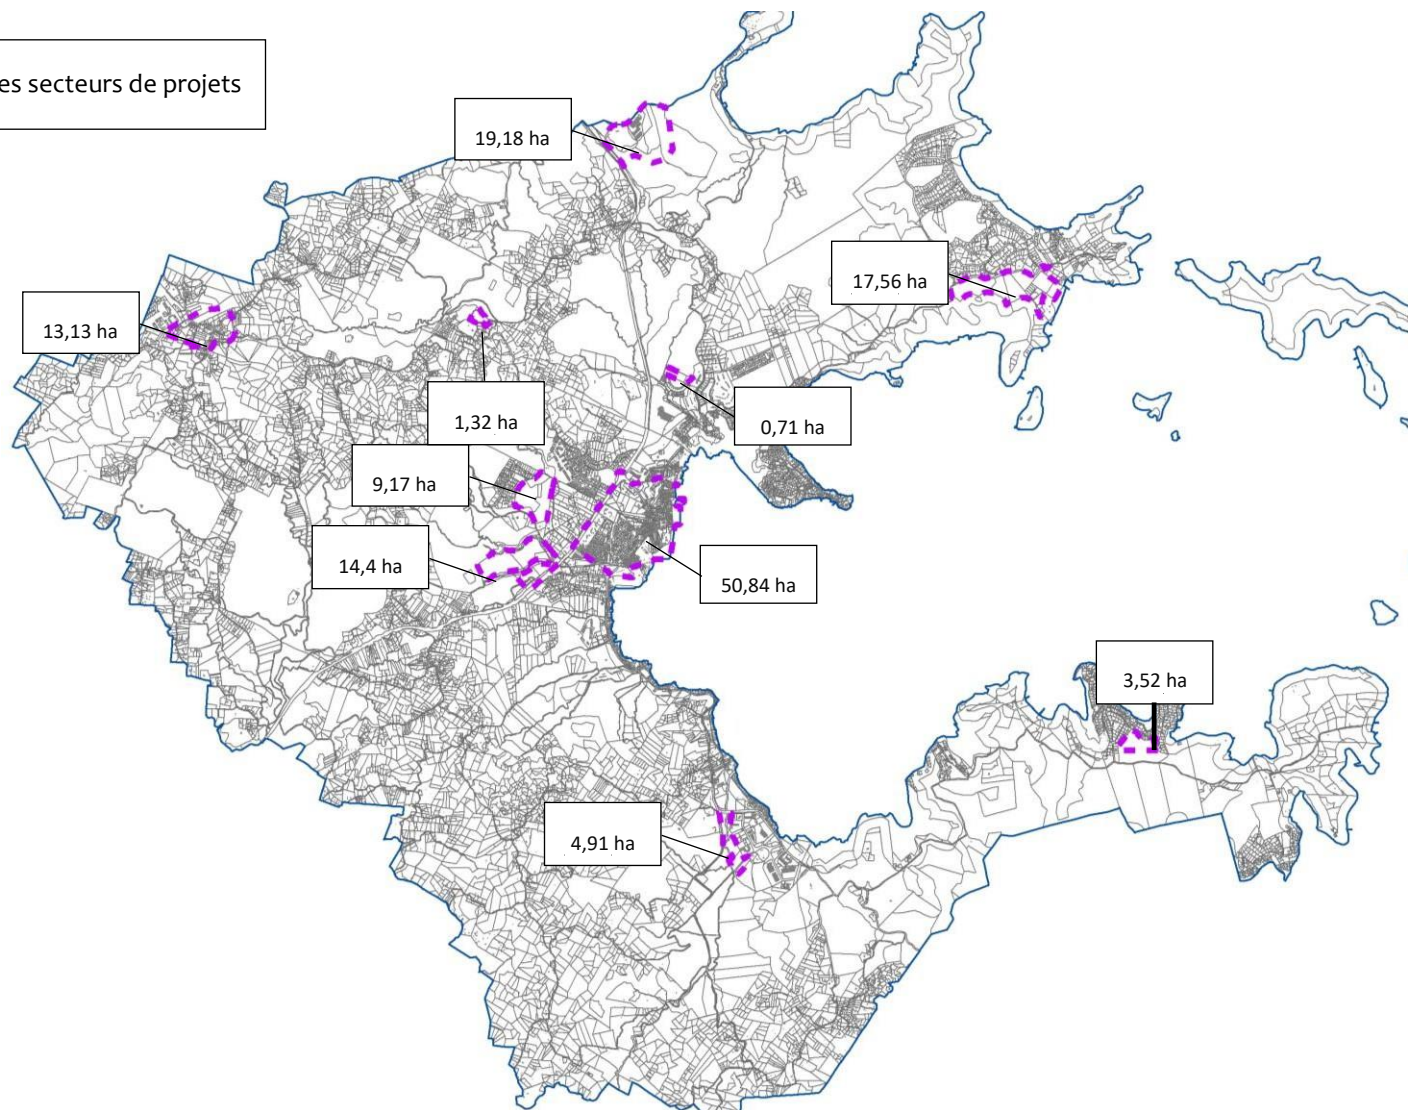 es secteurs de projets
19,18 ha
17,56 ha
13,13 ha
1,32 ha
0,71 ha
9,17 ha
14,4 ha
50,84 ha
3,52 ha
4,91 ha